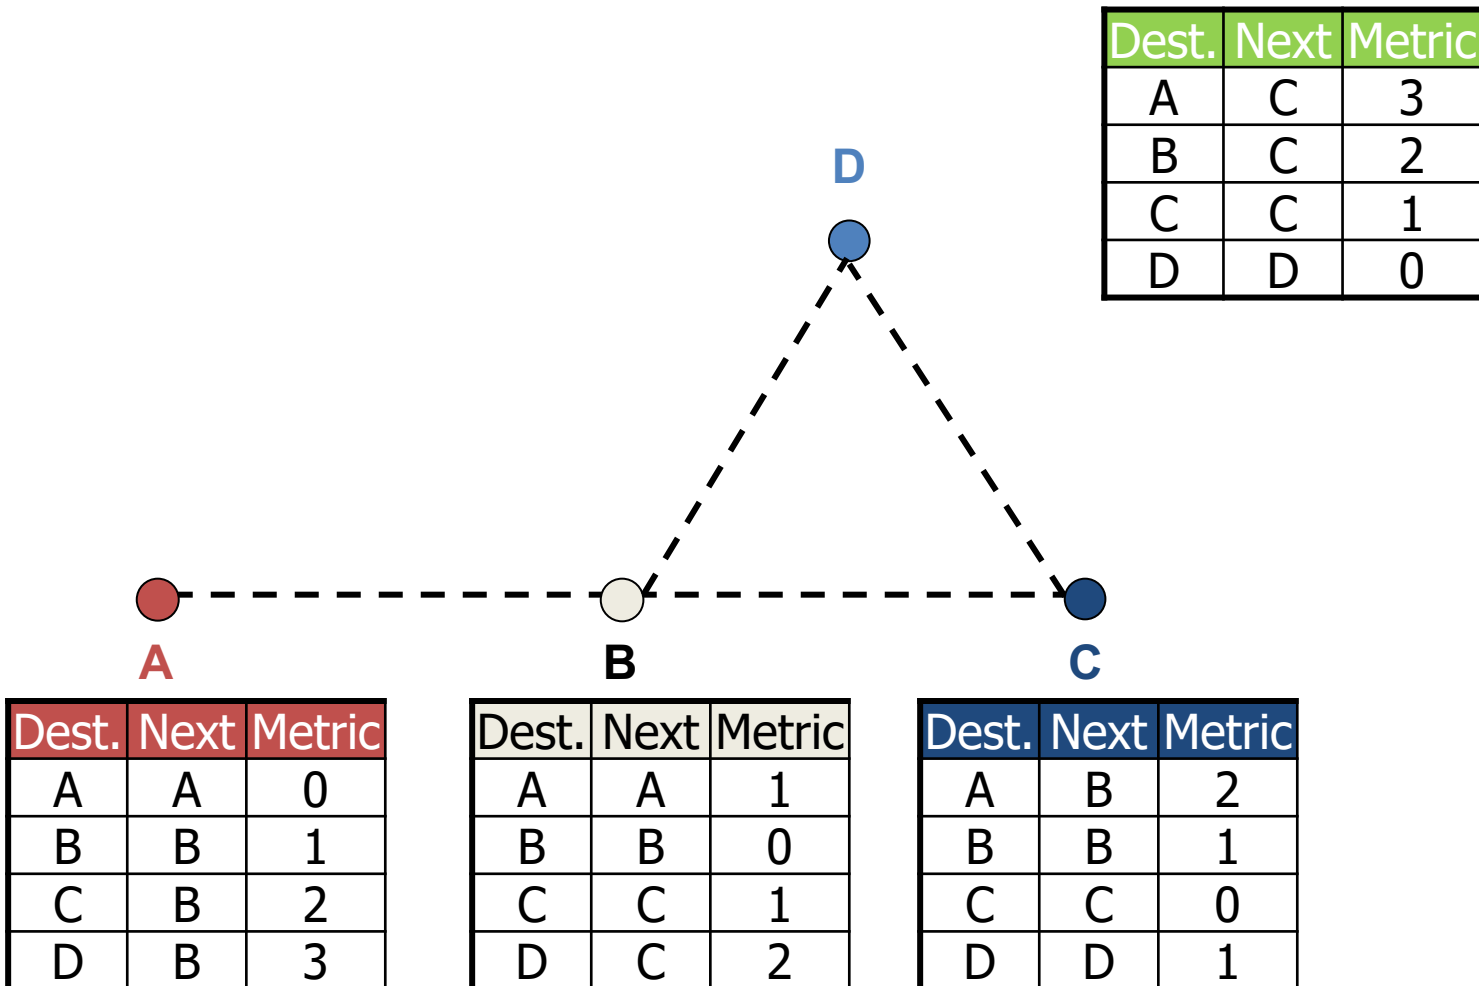 Dest. Next Metric
A C 3
B C 2
C C 1
D D 0
D
A
B
C
Dest. Next Metric
A A 0
B B 1
C B 2
D B 3
Dest. Next Metric
A A 1
B B 0
C C 1
D C 2
Dest. Next Metric
A B 2
B B 1
C C 0
D D 1